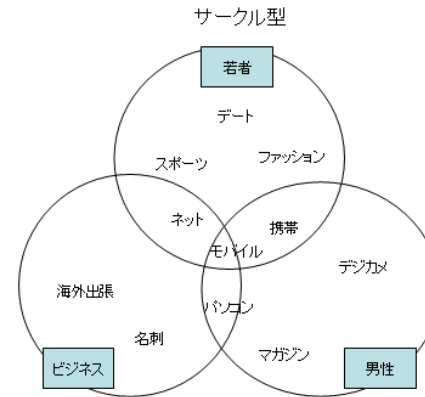 サークル型
若者
デート
スポーツ
ファッション
ネット
携帯
モバイル
デジカメ
海外出張
パソコン
名刺
マガジン
ビジネス
男性